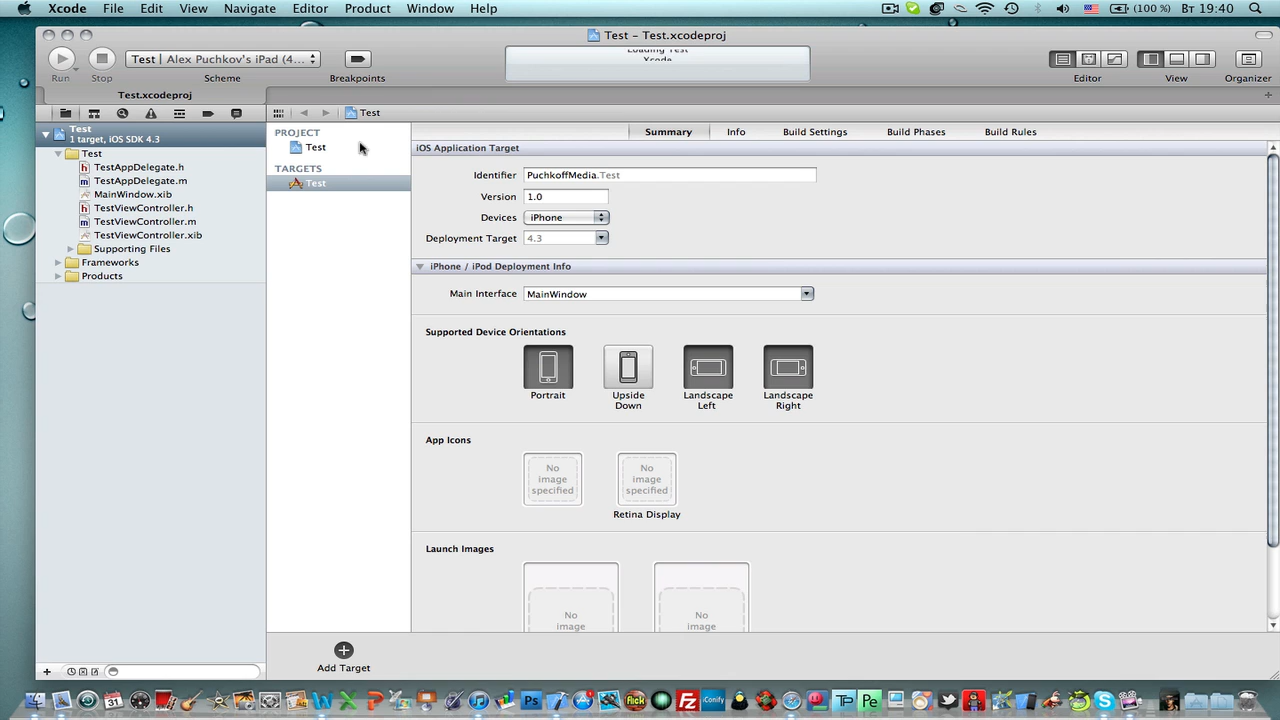 Xcode File Edit View Navigate Editor Product Window Help (100 %) Вт 19:40
Test – Test.xcodeproj
Loading Test
Xcode
Test | Alex Puchkov's iPad (4...
Run Stop Scheme Breakpoints Editor View Organizer
Test.xcodeproj
Test
Test
1 target, iOS SDK 4.3
Test
TestAppDelegate.h
TestAppDelegate.m
MainWindow.xib
TestViewController.h
TestViewController.m
TestViewController.xib
Supporting Files
Frameworks
Products
PROJECT
Test
TARGETS
Test
Add Target
Summary Info Build Settings Build Phases Build Rules
iOS Application Target
Identifier PuchkoffMedia.Test
Version 1.0
Devices iPhone
Deployment Target 4.3
iPhone / iPod Deployment Info
Main Interface MainWindow
Supported Device Orientations
Portrait
Upside
Down
Landscape
Left
Landscape
Right
App Icons
No
image
specified
No
image
specified
Retina Display
Launch Images
No
image
No
image